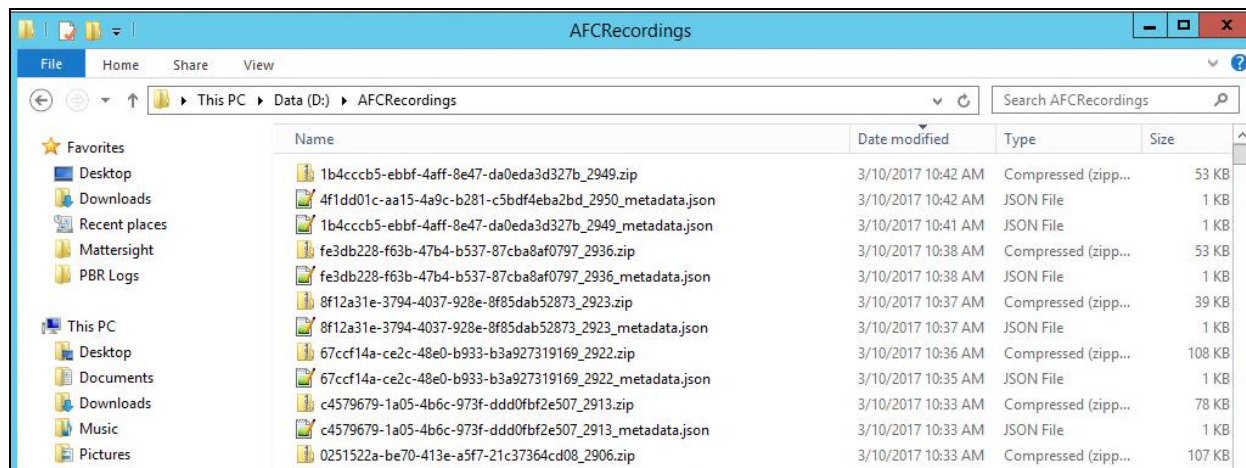 AFCRecordings
File Home Share View
This PC Data (D:) AFCRecordings Search AFCRecordings
Name Date modified Type Size
Favorites
Desktop
Downloads
Recent places
Mattersight
PBR Logs
This PC
Desktop
Documents
Downloads
Music
Pictures
1b4cccb5-ebbf-4aff-8e47-da0eda3d327b_2949.zip 3/10/2017 10:42 AM Compressed (zipp... 53 KB
4f1dd01c-aa15-4a9c-b281-c5bdf4eba2bd_2950_metadata.json 3/10/2017 10:42 AM JSON File 1 KB
1b4cccb5-ebbf-4aff-8e47-da0eda3d327b_2949_metadata.json 3/10/2017 10:41 AM JSON File 1 KB
fe3db228-f63b-47b4-b537-87cba8af0797_2936.zip 3/10/2017 10:38 AM Compressed (zipp... 53 KB
fe3db228-f63b-47b4-b537-87cba8af0797_2936_metadata.json 3/10/2017 10:38 AM JSON File 1 KB
8f12a31e-3794-4037-928e-8f85dab52873_2923.zip 3/10/2017 10:37 AM Compressed (zipp... 39 KB
8f12a31e-3794-4037-928e-8f85dab52873_2923_metadata.json 3/10/2017 10:37 AM JSON File 1 KB
67ccf14a-ce2c-48e0-b933-b3a927319169_2922.zip 3/10/2017 10:36 AM Compressed (zipp... 108 KB
67ccf14a-ce2c-48e0-b933-b3a927319169_2922_metadata.json 3/10/2017 10:35 AM JSON File 1 KB
c4579679-1a05-4b6c-973f-ddd0fbf2e507_2913.zip 3/10/2017 10:33 AM Compressed (zipp... 78 KB
c4579679-1a05-4b6c-973f-ddd0fbf2e507_2913_metadata.json 3/10/2017 10:33 AM JSON File 1 KB
0251522a-be70-413e-a5f7-21c37364cd08_2906.zip 3/10/2017 10:33 AM Compressed (zipp... 107 KB